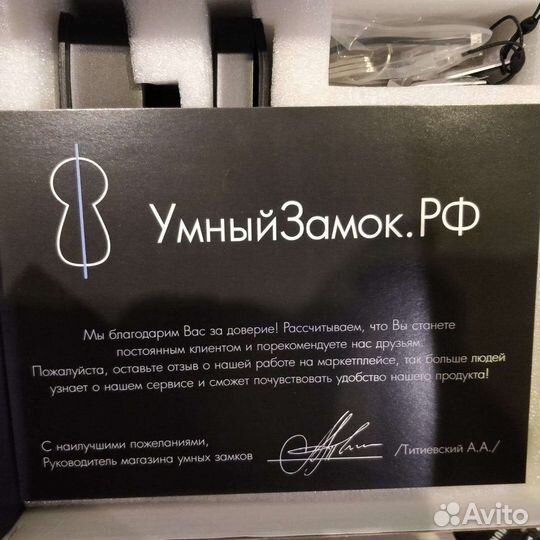 УмныйЗамок.РФ
Мы благодарим Вас за доверие! Рассчитываем, что Вы станете
постоянным клиентом и порекомендуете нас друзьям.
Пожалуйста, оставьте отзыв о нашей работе на маркетплейсе, так больше людей
узнает о нашем сервисе и сможет почувствовать удобство нашего продукта!
С наилучшими пожеланиями,
Руководитель магазина умных замков
/Титиевский А.А./
Avito